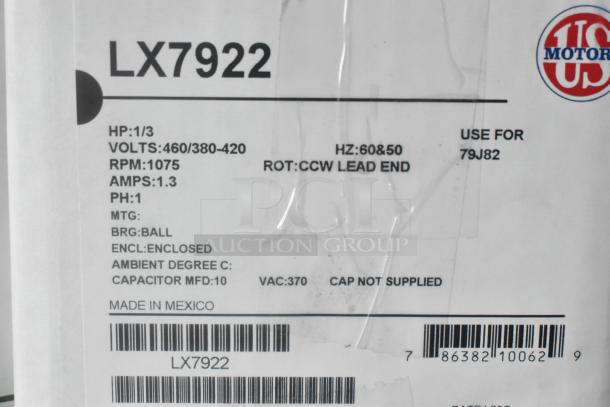 LX7922
US
MOTOR
HP:1/3
VOLTS:460/380-420 HZ:60&50 USE FOR
RPM:1075 ROT:CCW LEAD END 79J82
AMPS:1.3
PH:1
MTG:
BRG:BALL
ENCL:ENCLOSED
AMBIENT DEGREE C:
CAPACITOR MFD:10 VAC:370 CAP NOT SUPPLIED
PCI
AUCTION GROUP
MADE IN MEXICO
LX7922
7 86382 10062 9